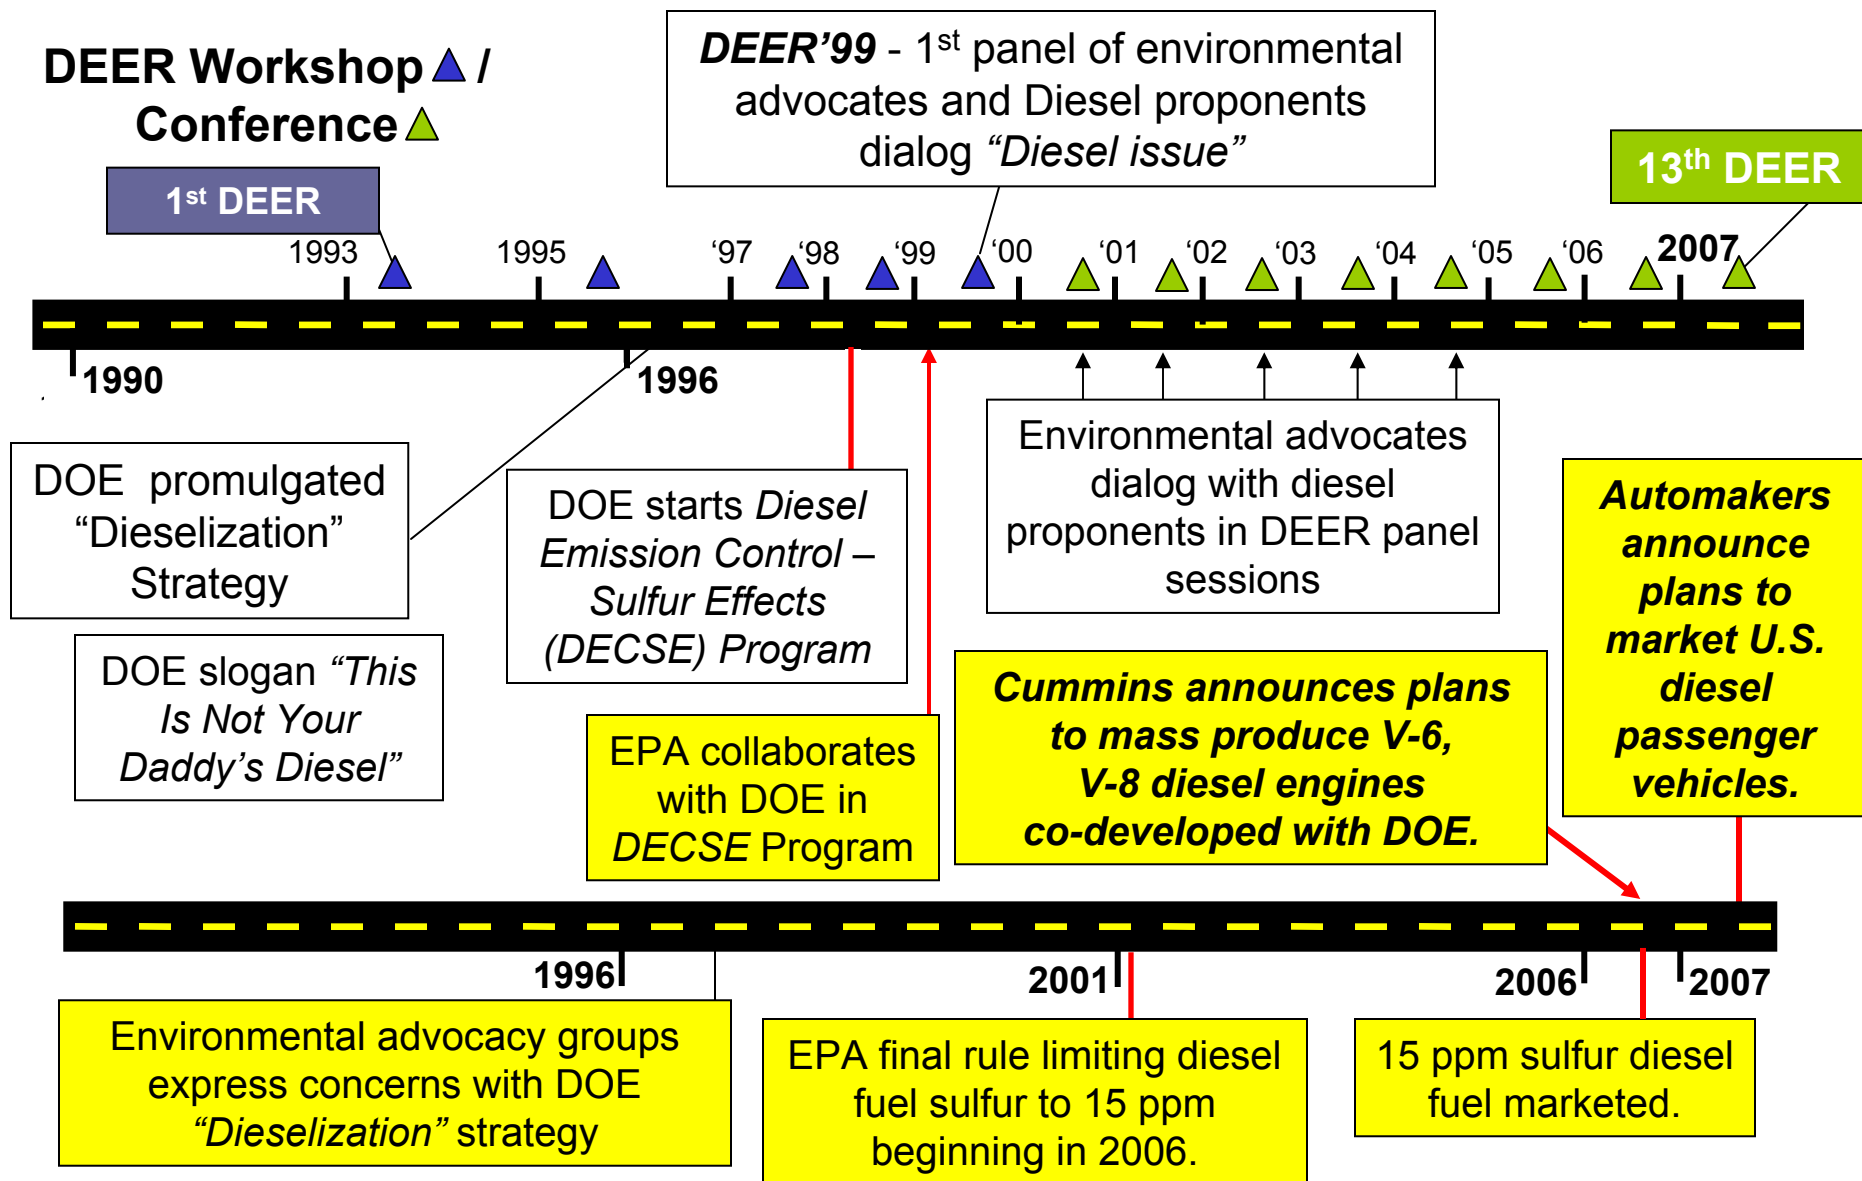 DEER Workshop /
Conference
DEER’99 - 1st panel of environmental
advocates and Diesel proponents
dialog “Diesel issue”
1st DEER
13th DEER
1993
1995
‘97
‘98
‘99
‘00
‘01
‘02
‘03
‘04
‘05
‘06
2007
1990
1996
DOE promulgated
“Dieselization”
Strategy
DOE slogan “This
Is Not Your
Daddy’s Diesel”
DOE starts Diesel
Emission Control –
Sulfur Effects
(DECSE) Program
EPA collaborates
with DOE in
DECSE Program
Environmental advocates
dialog with diesel
proponents in DEER panel
sessions
Cummins announces plans
to mass produce V-6,
V-8 diesel engines
co-developed with DOE.
Automakers
announce
plans to
market U.S.
diesel
passenger
vehicles.
1996
2001
2006
2007
Environmental advocacy groups
express concerns with DOE
“Dieselization” strategy
EPA final rule limiting diesel
fuel sulfur to 15 ppm
beginning in 2006.
15 ppm sulfur diesel
fuel marketed.